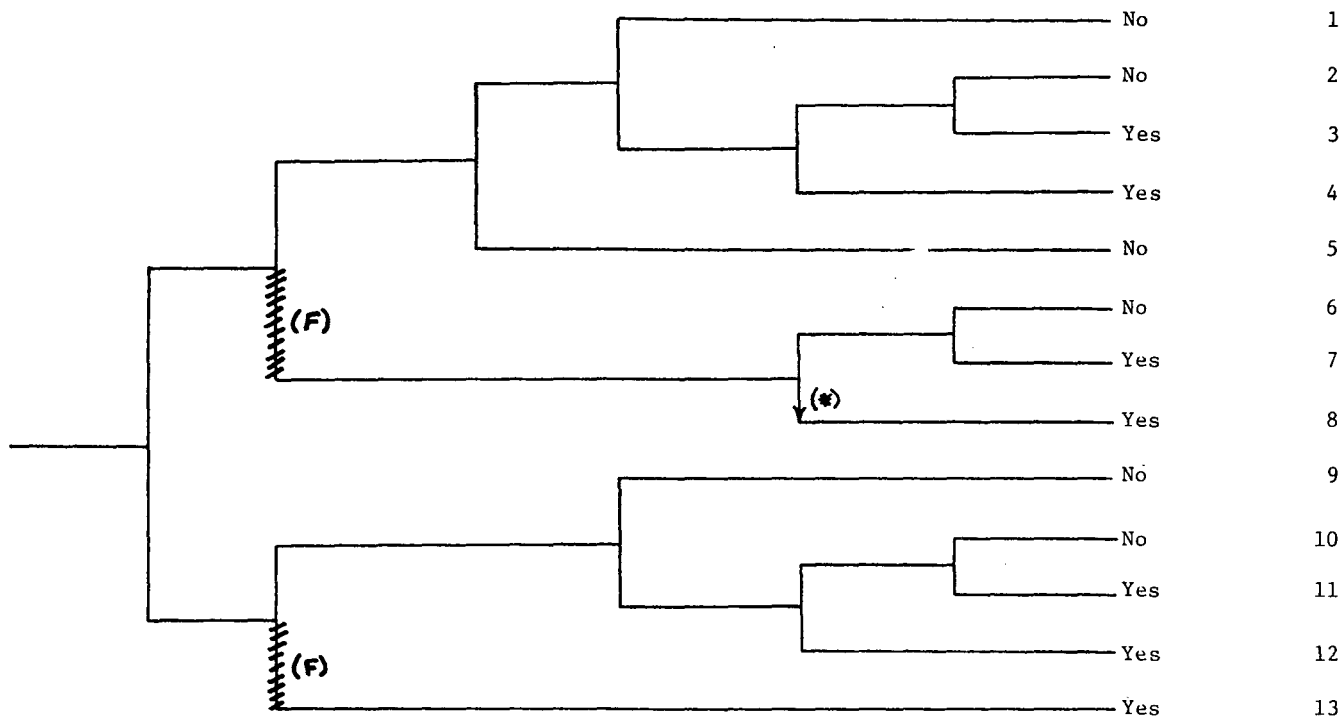 No 1
No 2
Yes 3
Yes 4
No 5
No 6
(F)
Yes 7
(*)
Yes 8
No 9
No 10
Yes 11
Yes 12
(F)
Yes 13